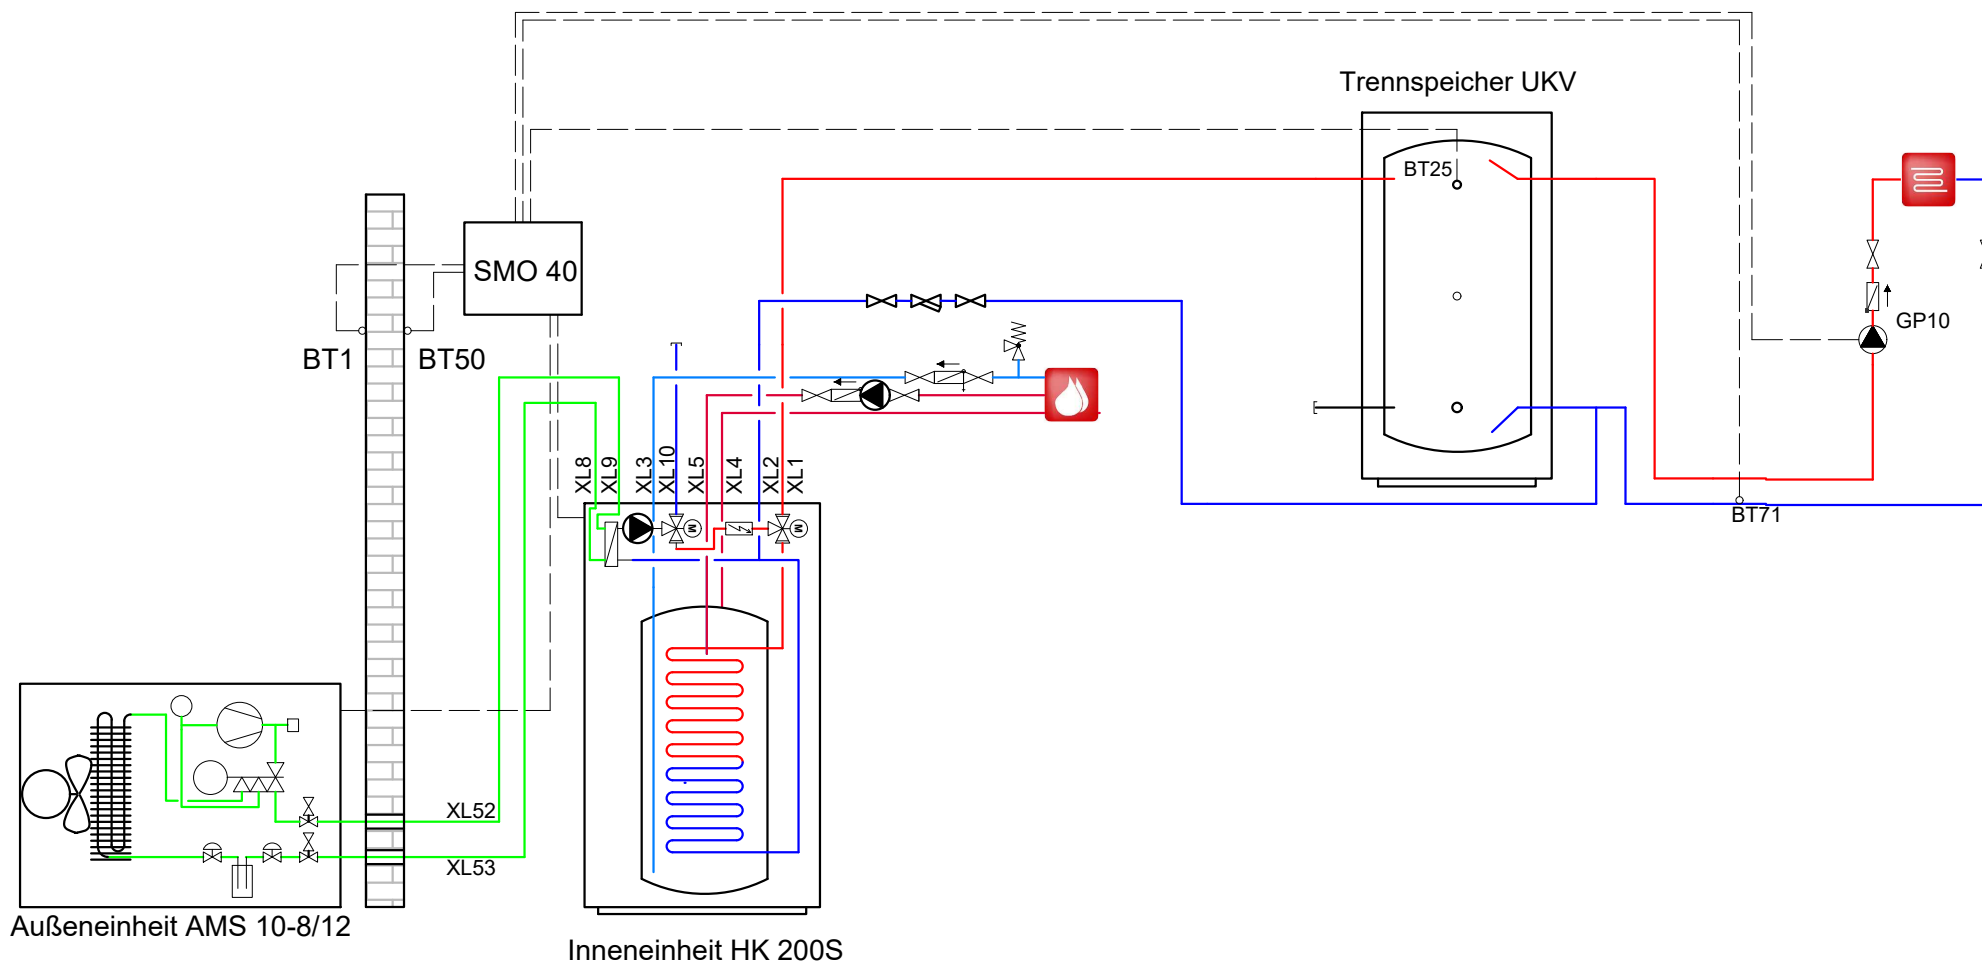 Trennspeicher UKV
BT25
SMO 40
GP10
BT1
BT50
XL8
XL9
XL3
XL10
XL5
XL4
XL2
XL1
M
M
BT71
XL52
XL53
Außeneinheit AMS 10-8/12
Inneneinheit HK 200S